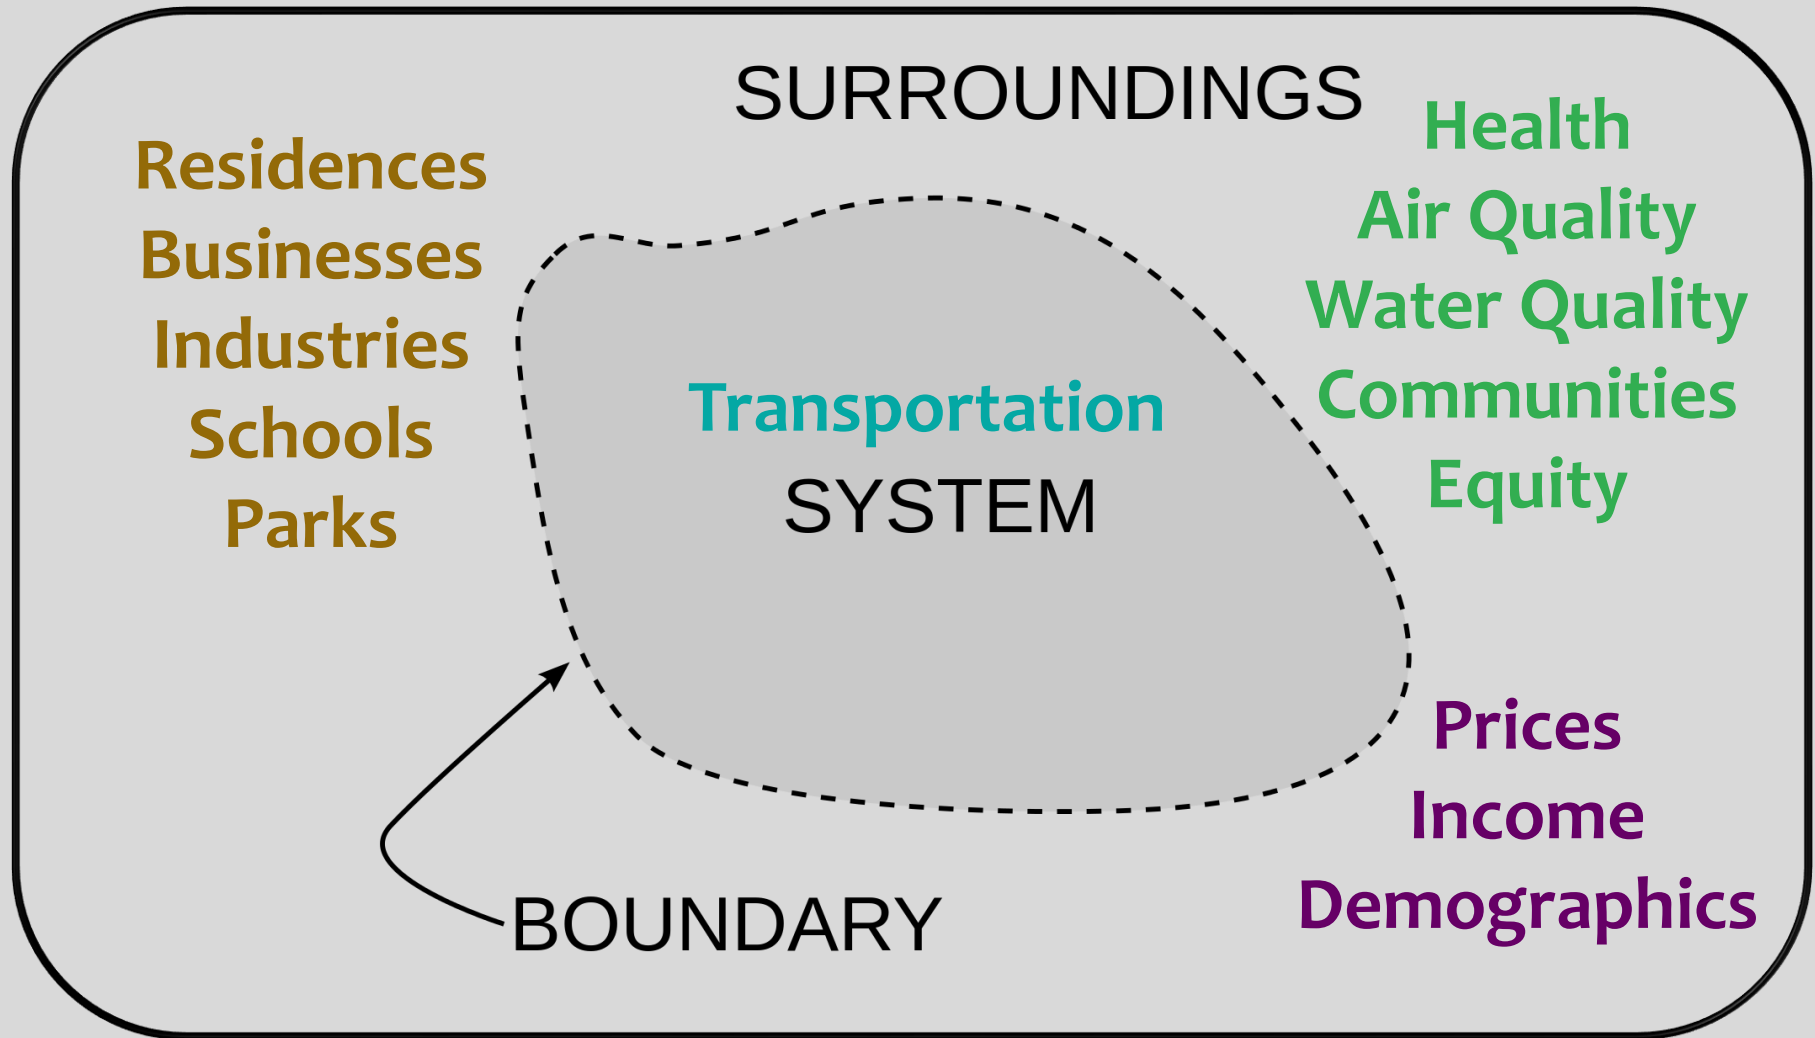 SURROUNDINGS
Residences
Businesses
Industries
Schools
Parks
Transportation
SYSTEM
Health
Air Quality
Water Quality
Communities
Equity
Prices
Income
Demographics
BOUNDARY